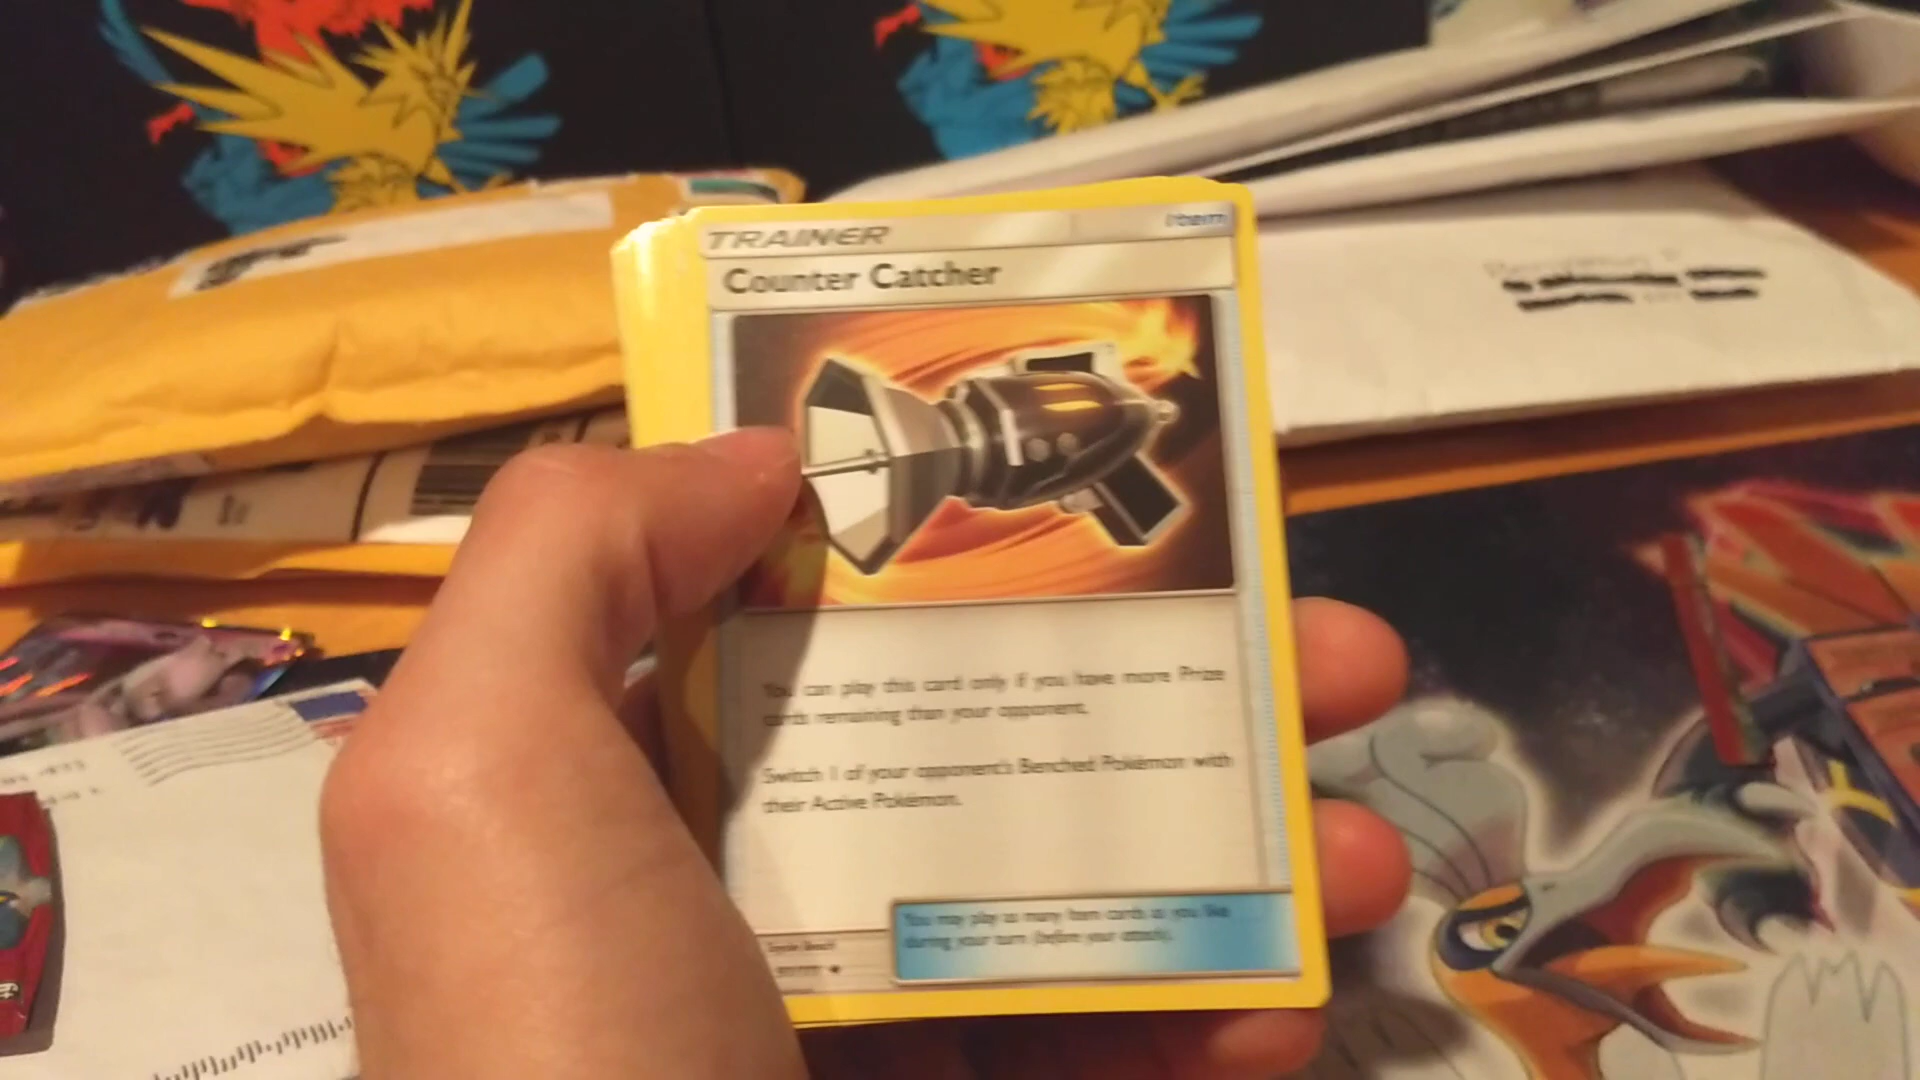 TRAINER
Item
Counter Catcher
You can play this card only if you have more Prize
cards remaining than your opponent.
Switch 1 of your opponent's Benched Pokémon with
their Active Pokémon.
You may play as many Item cards as you like
during your turn (before your attack).